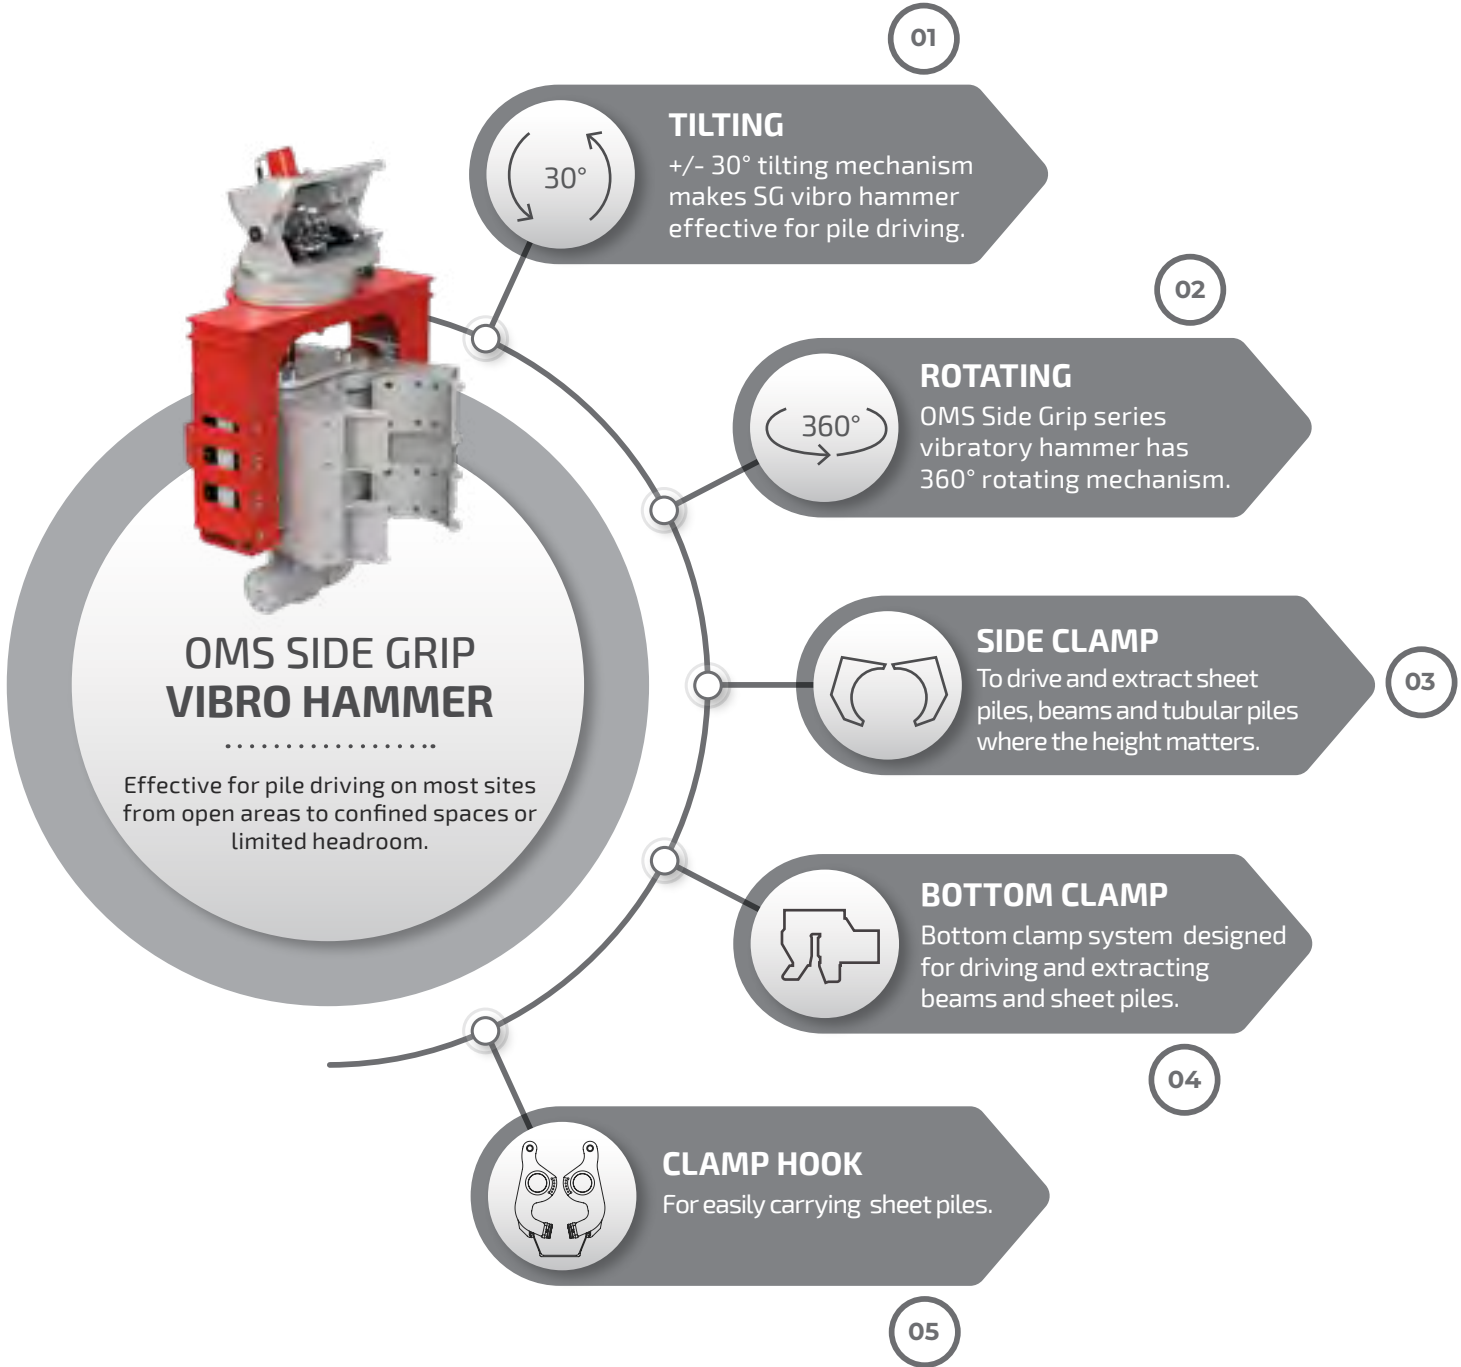 01
30°
TILTING
+/- 30° tilting mechanism
makes SG vibro hammer
effective for pile driving.
02
360°
ROTATING
OMS Side Grip series
vibratory hammer has
360° rotating mechanism.
OMS SIDE GRIP
VIBRO HAMMER
Effective for pile driving on most sites
from open areas to confined spaces or
limited headroom.
SIDE CLAMP
To drive and extract sheet
piles, beams and tubular piles
where the height matters.
03
BOTTOM CLAMP
Bottom clamp system  designed
for driving and extracting
beams and sheet piles.
04
CLAMP HOOK
For easily carrying  sheet piles.
05